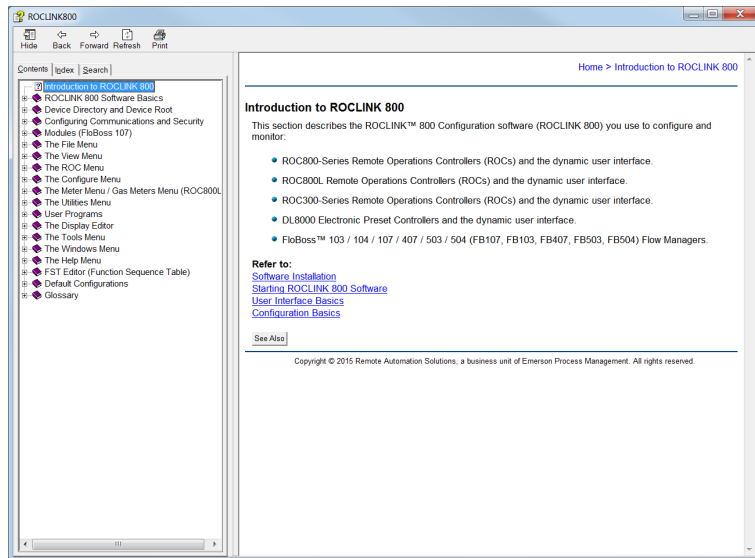 ROCLINK800
Hide Back Forward Refresh Print
Contents Index Search
Introduction to ROCLINK 800
ROCLINK 800 Software Basics
Device Directory and Device Root
Configuring Communications and Security
Modules (FloBoss 107)
The File Menu
The View Menu
The ROC Menu
The Configure Menu
The Meter Menu / Gas Meters Menu (ROC800L
The Utilities Menu
User Programs
The Display Editor
The Tools Menu
The Windows Menu
The Help Menu
FST Editor (Function Sequence Table)
Default Configurations
Glossary
Home > Introduction to ROCLINK 800
Introduction to ROCLINK 800
This section describes the ROCLINK™ 800 Configuration software (ROCLINK 800) you use to configure and
monitor:
ROC800-Series Remote Operations Controllers (ROCs) and the dynamic user interface.
ROC800L Remote Operations Controllers (ROCs) and the dynamic user interface.
ROC300-Series Remote Operations Controllers (ROCs) and the dynamic user interface.
DL8000 Electronic Preset Controllers and the dynamic user interface.
FloBoss™ 103 / 104 / 107 / 407 / 503 / 504 (FB107, FB103, FB407, FB503, FB504) Flow Managers.
Refer to:
Software Installation
Starting ROCLINK 800 Software
User Interface Basics
Configuration Basics
See Also
Copyright © 2015 Remote Automation Solutions, a business unit of Emerson Process Management. All rights reserved.